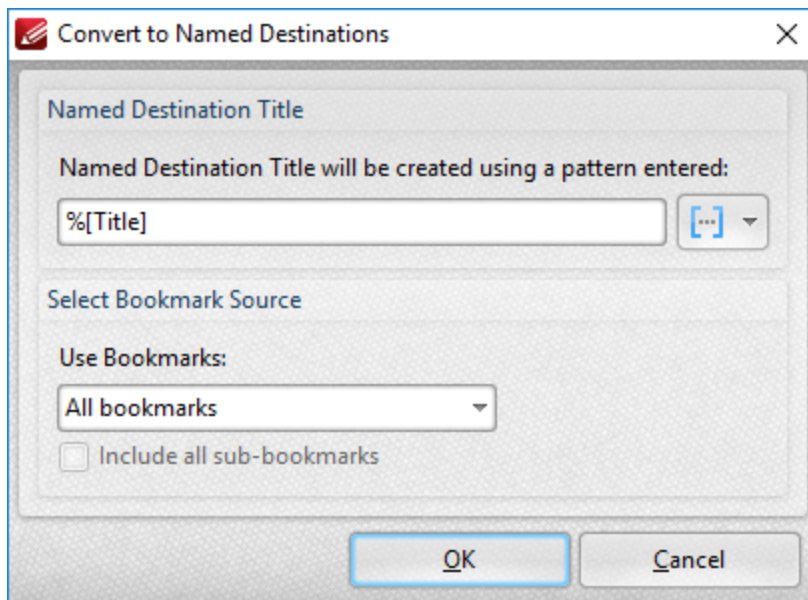 Convert to Named Destinations
Named Destination Title
Named Destination Title will be created using a pattern entered:
%[Title]
Select Bookmark Source
Use Bookmarks:
All bookmarks
Include all sub-bookmarks
OK Cancel